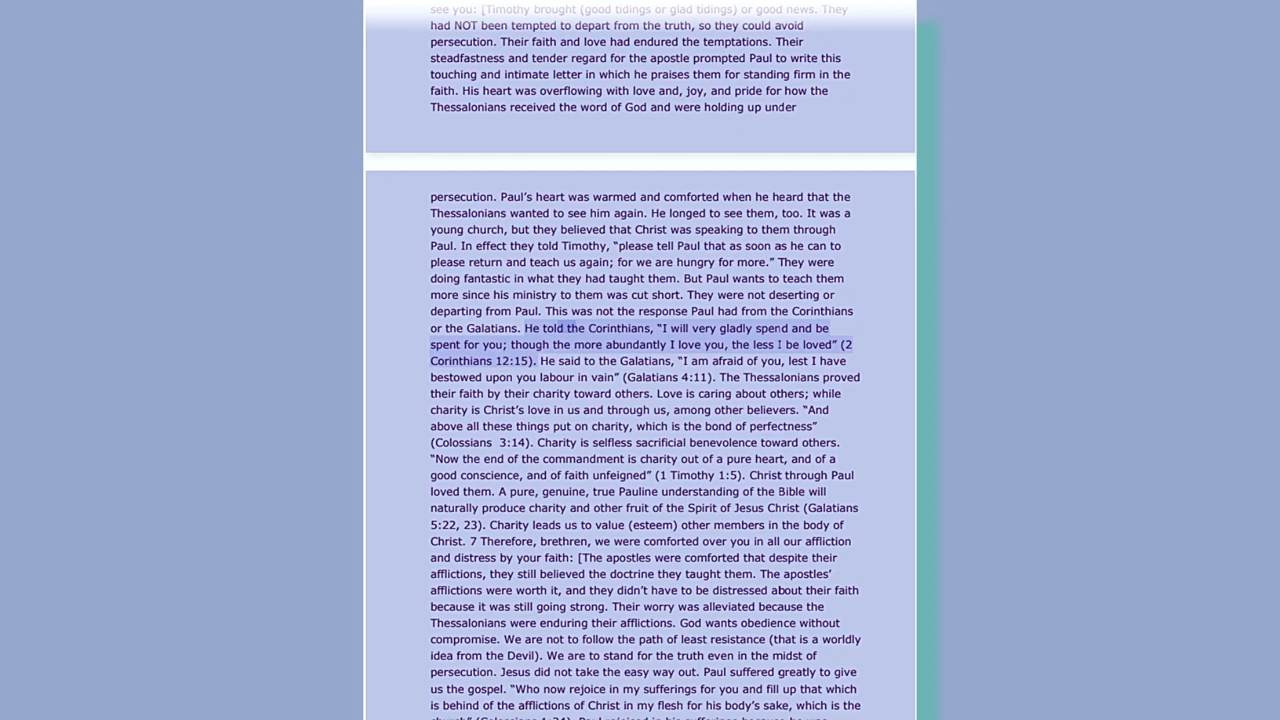 see you: [Timothy brought (good tidings or glad tidings) or good news. They
had NOT been tempted to depart from the truth, so they could avoid
persecution. Their faith and love had endured the temptations. Their
steadfastness and tender regard for the apostle prompted Paul to write this
touching and intimate letter in which he praises them for standing firm in the
faith. His heart was overflowing with love and, joy, and pride for how the
Thessalonians received the word of God and were holding up under
persecution. Paul’s heart was warmed and comforted when he heard that the
Thessalonians wanted to see him again. He longed to see them, too. It was a
young church, but they believed that Christ was speaking to them through
Paul. In effect they told Timothy, “please tell Paul that as soon as he can to
please return and teach us again; for we are hungry for more.” They were
doing fantastic in what they had taught them. But Paul wants to teach them
more since his ministry to them was cut short. They were not deserting or
departing from Paul. This was not the response Paul had from the Corinthians
or the Galatians. He told the Corinthians, “I will very gladly spend and be
spent for you; though the more abundantly I love you, the less I be loved” (2
Corinthians 12:15). He said to the Galatians, “I am afraid of you, lest I have
bestowed upon you labour in vain” (Galatians 4:11). The Thessalonians proved
their faith by their charity toward others. Love is caring about others; while
charity is Christ’s love in us and through us, among other believers. “And
above all these things put on charity, which is the bond of perfectness”
(Colossians  3:14). Charity is selfless sacrificial benevolence toward others.
“Now the end of the commandment is charity out of a pure heart, and of a
good conscience, and of faith unfeigned” (1 Timothy 1:5). Christ through Paul
loved them. A pure, genuine, true Pauline understanding of the Bible will
naturally produce charity and other fruit of the Spirit of Jesus Christ (Galatians
5:22, 23). Charity leads us to value (esteem) other members in the body of
Christ. 7 Therefore, brethren, we were comforted over you in all our affliction
and distress by your faith: [The apostles were comforted that despite their
afflictions, they still believed the doctrine they taught them. The apostles’
afflictions were worth it, and they didn’t have to be distressed about their faith
because it was still going strong. Their worry was alleviated because the
Thessalonians were enduring their afflictions. God wants obedience without
compromise. We are not to follow the path of least resistance (that is a worldly
idea from the Devil). We are to stand for the truth even in the midst of
persecution. Jesus did not take the easy way out. Paul suffered greatly to give
us the gospel. “Who now rejoice in my sufferings for you and fill up that which
is behind of the afflictions of Christ in my flesh for his body’s sake, which is the